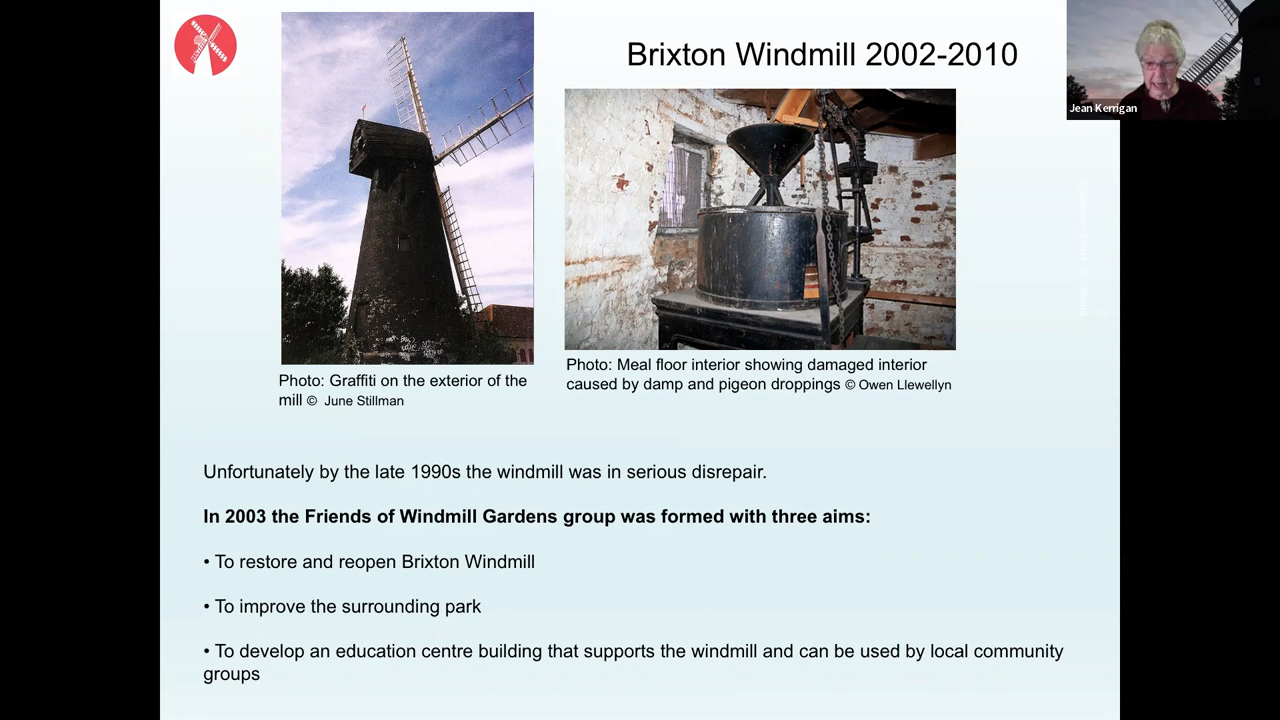 Brixton Windmill 2002-2010
Jean Kerrigan
Photo: Graffiti on the exterior of the
mill © June Stillman
Photo: Meal floor interior showing damaged interior
caused by damp and pigeon droppings © Owen Llewellyn
Unfortunately by the late 1990s the windmill was in serious disrepair.
In 2003 the Friends of Windmill Gardens group was formed with three aims:
• To restore and reopen Brixton Windmill
• To improve the surrounding park
• To develop an education centre building that supports the windmill and can be used by local community
groups